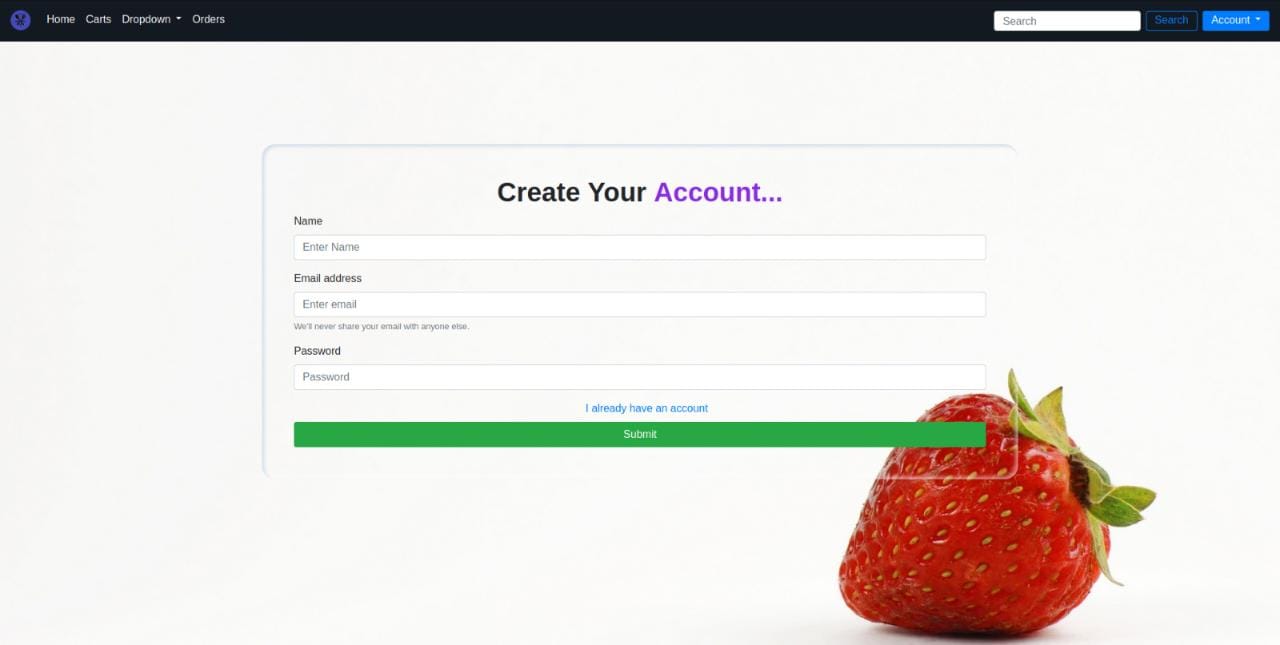 Home Carts Dropdown Orders Search Search Account
Create Your Account...
Name
Enter Name
Email address
Enter email
We'll never share your email with anyone else.
Password
Password
I already have an account
Submit